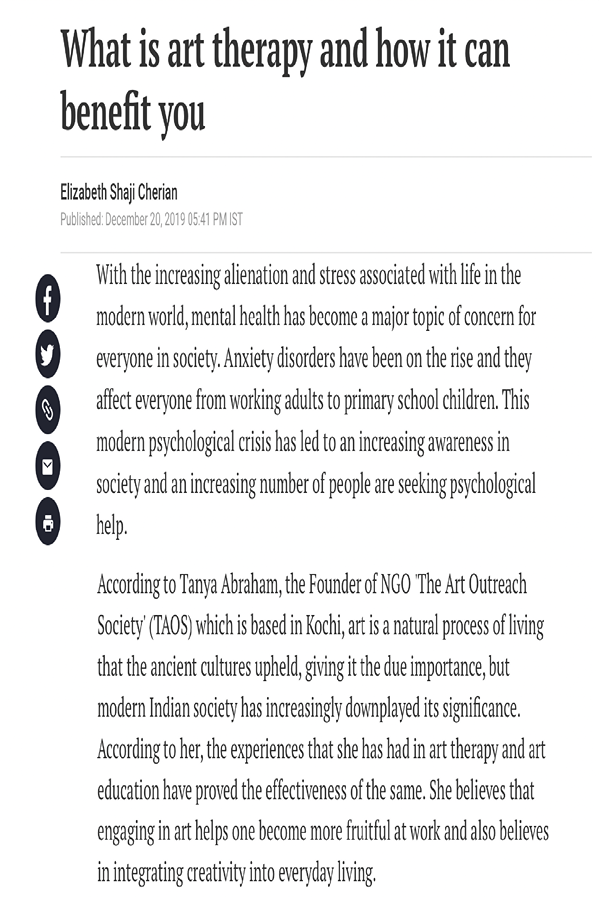 What is art therapy and how it can
benefit you
Elizabeth Shaji Cherian
Published: December 20, 2019 05:41 PM IST
With the increasing alienation and stress associated with life in the
modern world, mental health has become a major topic of concern for
everyone in society. Anxiety disorders have been on the rise and they
affect everyone from working adults to primary school children. This
modern psychological crisis has led to an increasing awareness in
society and an increasing number of people are seeking psychological
help.
According to Tanya Abraham, the Founder of NGO 'The Art Outreach
Society' (TAOS) which is based in Kochi, art is a natural process of living
that the ancient cultures upheld, giving it the due importance, but
modern Indian society has increasingly downplayed its significance.
According to her, the experiences that she has had in art therapy and art
education have proved the effectiveness of the same. She believes that
engaging in art helps one become more fruitful at work and also believes
in integrating creativity into everyday living.